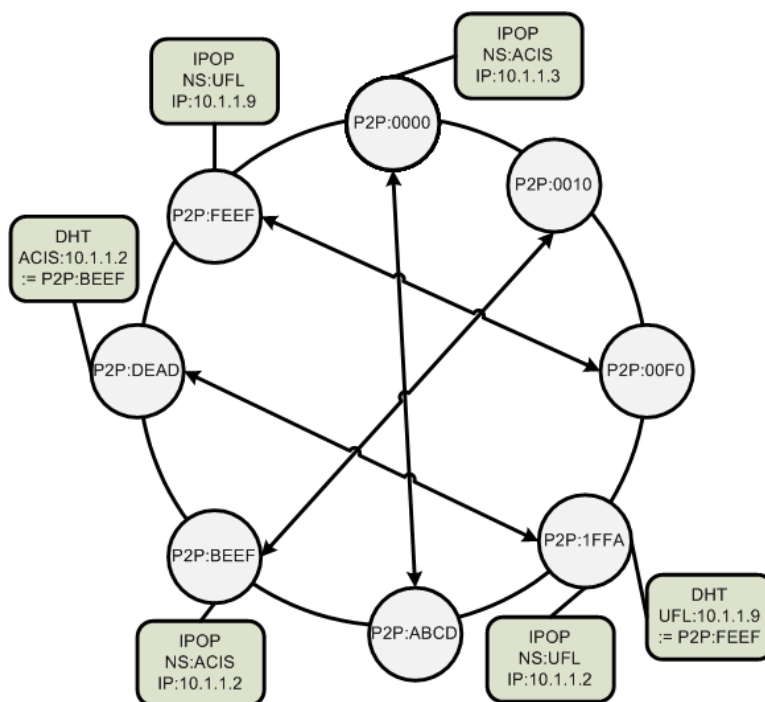 IPOP
NS:ACIS
IP:10.1.1.3
IPOP
NS:UFL
IP:10.1.1.9
P2P:0000
P2P:0010
P2P:FEEF
DHT
ACIS:10.1.1.2
:= P2P:BEEF
P2P:DEAD
P2P:00F0
P2P:1FFA
P2P:BEEF
DHT
UFL:10.1.1.9
:= P2P:FEEF
P2P:ABCD
IPOP
NS:ACIS
IP:10.1.1.2
IPOP
NS:UFL
IP:10.1.1.2